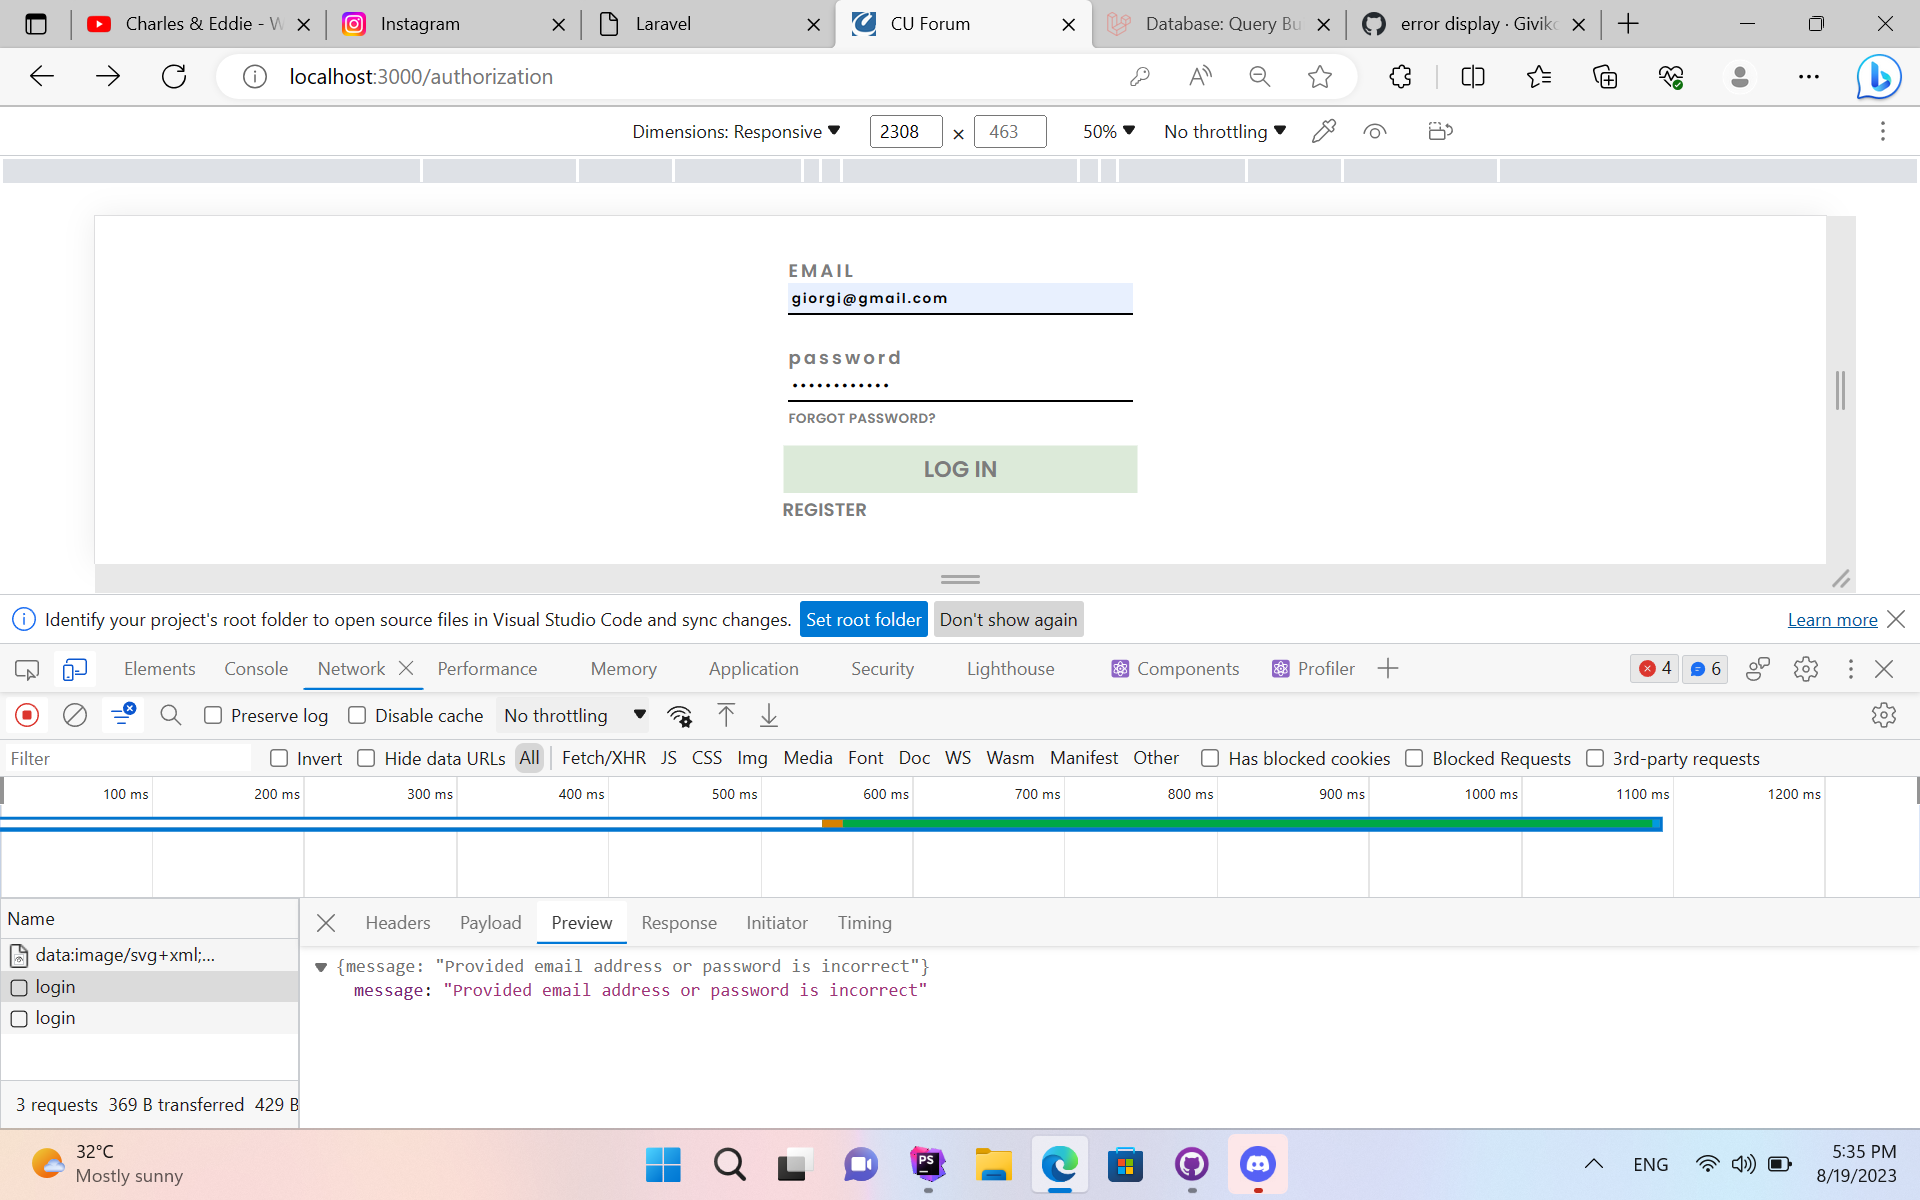 Charles & Eddie - W
Instagram
Laravel
CU Forum
Database: Query Bu
error display · Giviko
localhost:3000/authorization
Dimensions: Responsive
2308
×
463
50%
No throttling
EMAIL
giorgi@gmail.com
password
••••••••••••
FORGOT PASSWORD?
LOG IN
REGISTER
Identify your project's root folder to open source files in Visual Studio Code and sync changes.
Set root folder
Don't show again
Learn more
Elements
Console
Network
Performance
Memory
Application
Security
Lighthouse
Components
Profiler
4
6
Preserve log
Disable cache
No throttling
Filter
Invert
Hide data URLs
All
Fetch/XHR
JS
CSS
Img
Media
Font
Doc
WS
Wasm
Manifest
Other
Has blocked cookies
Blocked Requests
3rd-party requests
100 ms
200 ms
300 ms
400 ms
500 ms
600 ms
700 ms
800 ms
900 ms
1000 ms
1100 ms
1200 ms
Name
Headers
Payload
Preview
Response
Initiator
Timing
data:image/svg+xml;...
login
login
{message: "Provided email address or password is incorrect"}
message: "Provided email address or password is incorrect"
3 requests
369 B transferred
429 B
32°C
Mostly sunny
PS
ENG
5:35 PM
8/19/2023